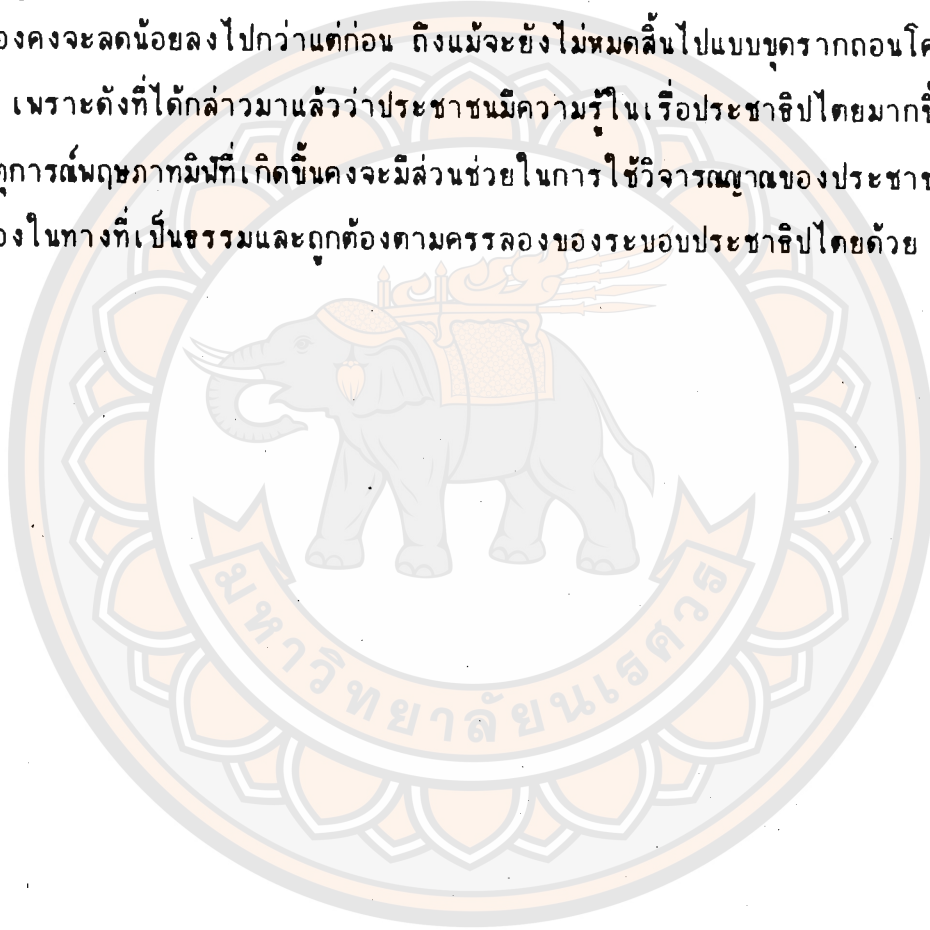 องคงจะลดน้อยลงไปกว่าแต่ก่อน ถึงแม้จะยังไม่หมดสิ้นไปแบบขุดรากถอนโค
เพราะดังที่ได้กล่าวมาแล้วว่าประชาชนมีความรู้ในเรื่อประชาธิปไตยมากขึ้
ตุการณ์พฤษภาทมิฬที่เกิดขึ้นคงจะมีส่วนช่วยในการใช้วิจารณญาณของประชาช
องในทางที่เป็นธรรมและถูกต้องตามครรลองของระบอบประชาธิปไตยด้วย
มหาวิทยาลัยนเรศวร